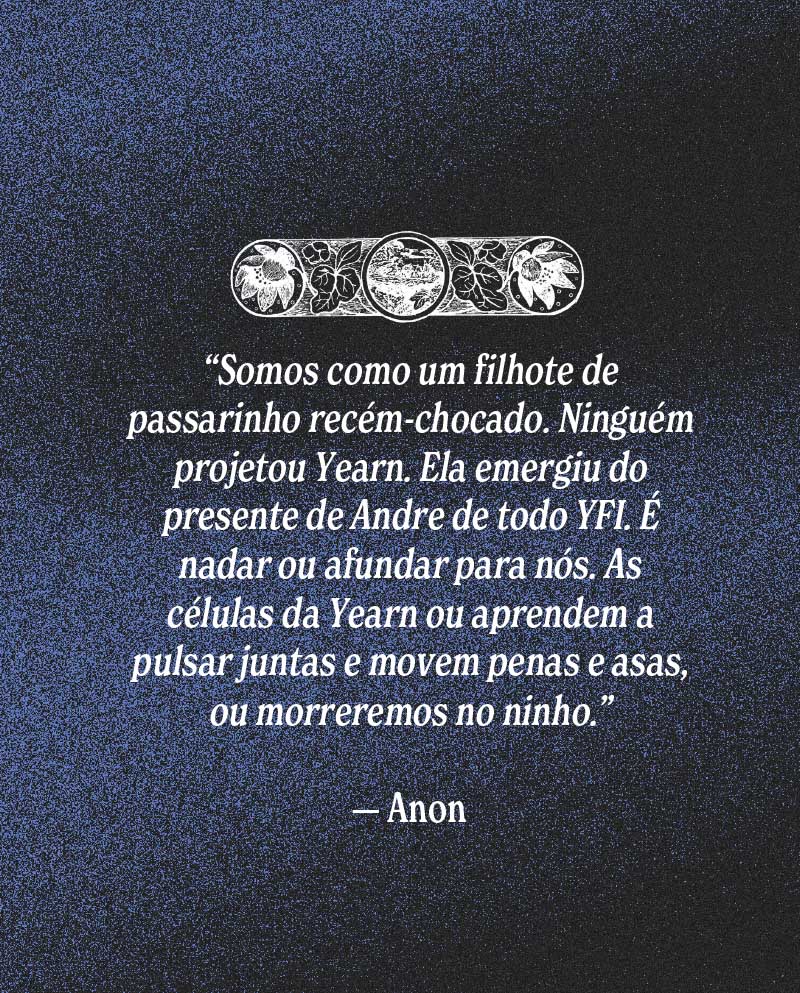 “Somos como um filhote de
passarinho recém-chocado. Ninguém
projetou Yearn. Ela emergiu do
presente de Andre de todo YFI. É
nadar ou afundar para nós. As
células da Yearn ou aprendem a
pulsar juntas e movem penas e asas,
ou morreremos no ninho.”
— Anon